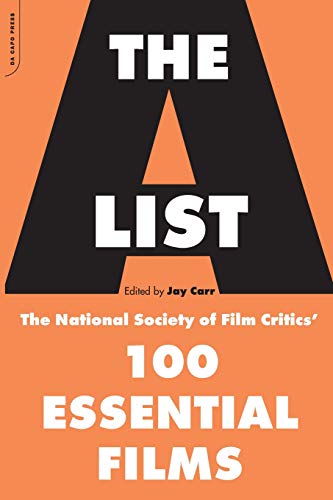 DA CAPO PRESS
THE
A
LIST
Edited by Jay Carr
The National Society of Film Critics'
100
ESSENTIAL
FILMS